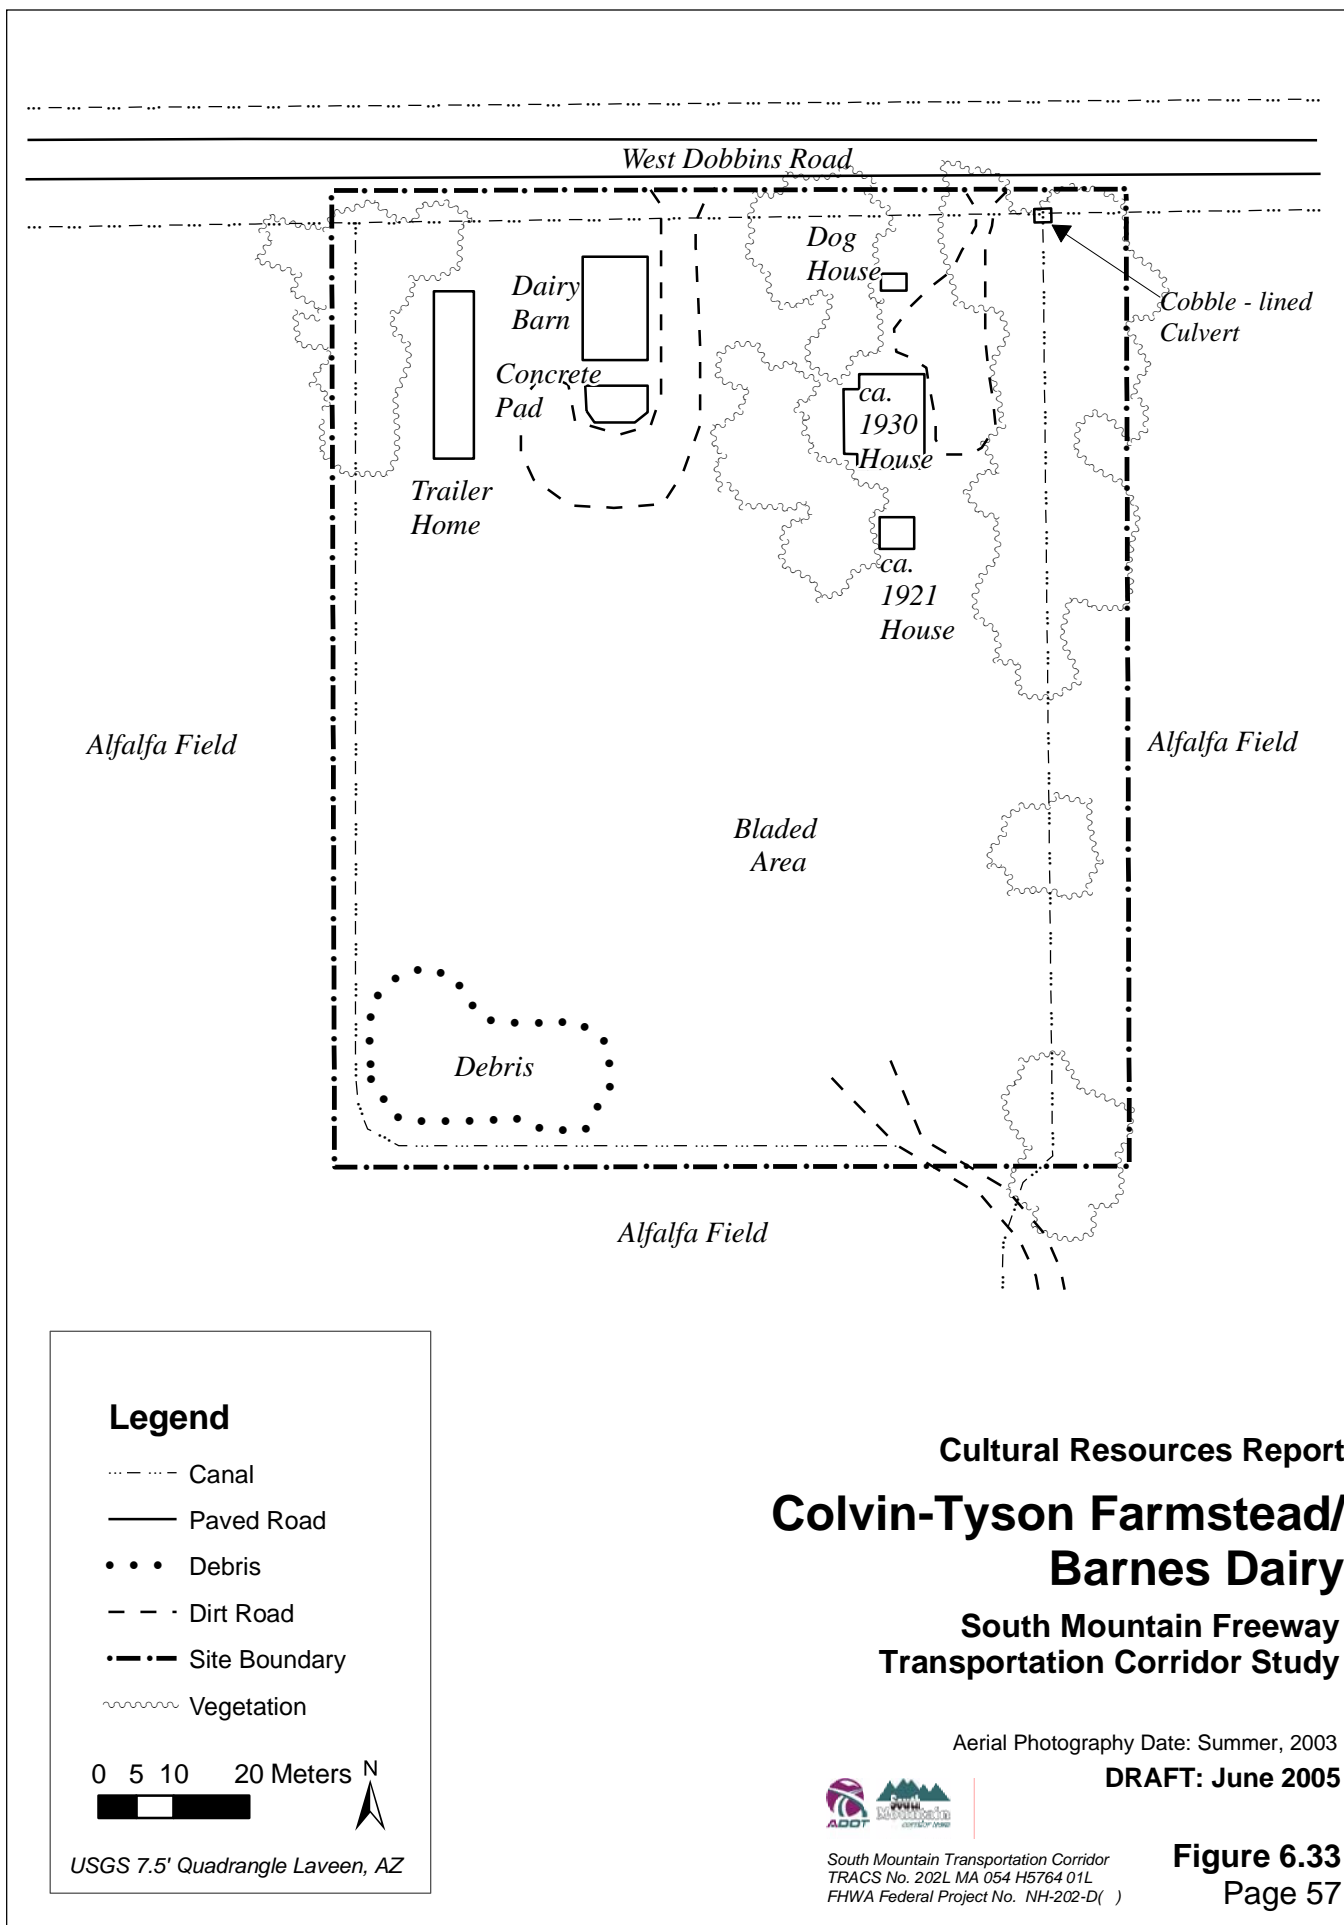 West Dobbins Road
Dog
House
Dairy
Barn
Cobble - lined
Culvert
Concrete
Pad
ca.
1930
House
Trailer
Home
ca.
1921
House
Alfalfa Field
Alfalfa Field
Bladed
Area
Debris
Alfalfa Field
Legend
Canal
Paved Road
Debris
Dirt Road
Site Boundary
Vegetation
0 5 10 20 Meters
N
USGS 7.5' Quadrangle Laveen, AZ
Cultural Resources Report
Colvin-Tyson Farmstead/
Barnes Dairy
South Mountain Freeway
Transportation Corridor Study
Aerial Photography Date: Summer, 2003
DRAFT: June 2005
ADOT
South
Mountain
corridor team
South Mountain Transportation Corridor
TRACS No. 202L MA 054 H5764 01L
FHWA Federal Project No. NH-202-D( )
Figure 6.33
Page 57